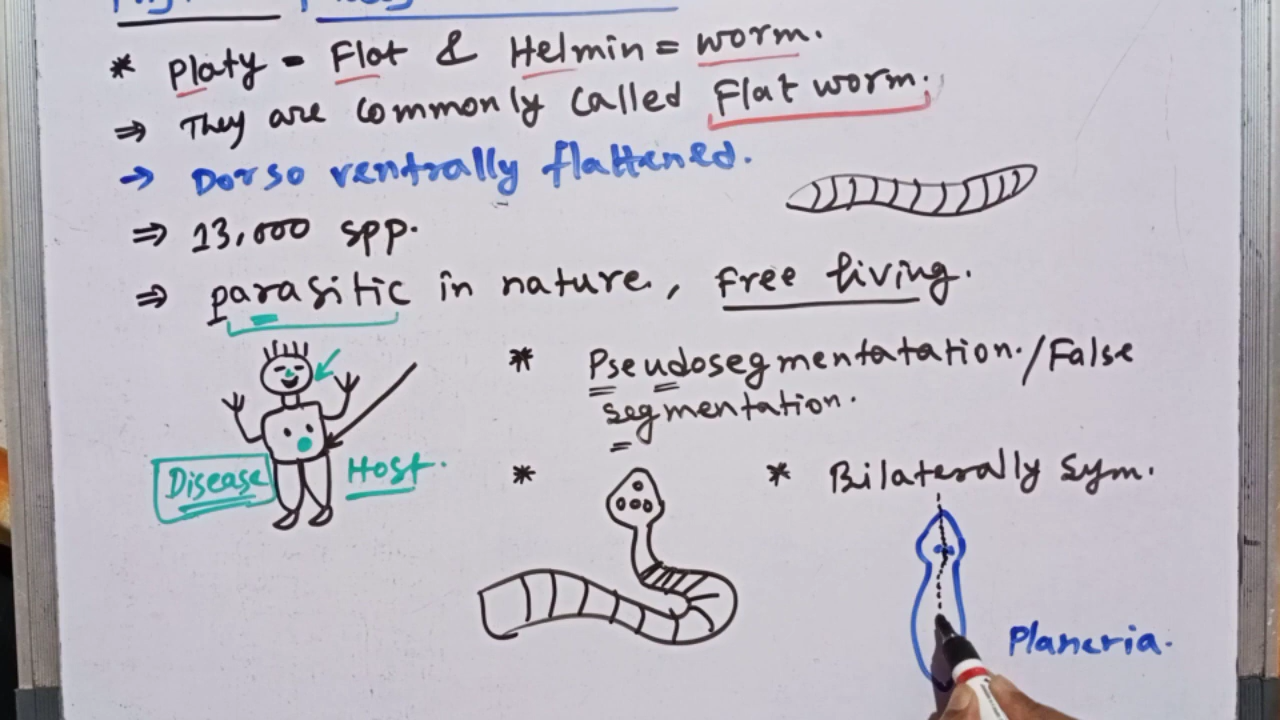 * Platy = Flat & Helmin = worm.
⇒ They are commonly called Flat worm.
→ Dorso ventrally flattened.
⇒ 13,000 spp.
⇒ parasitic in nature, Free living.
* Pseudosegmentatation./False
segmentation.
Disease Host.
*
* Bilaterally Sym.
Planeria.